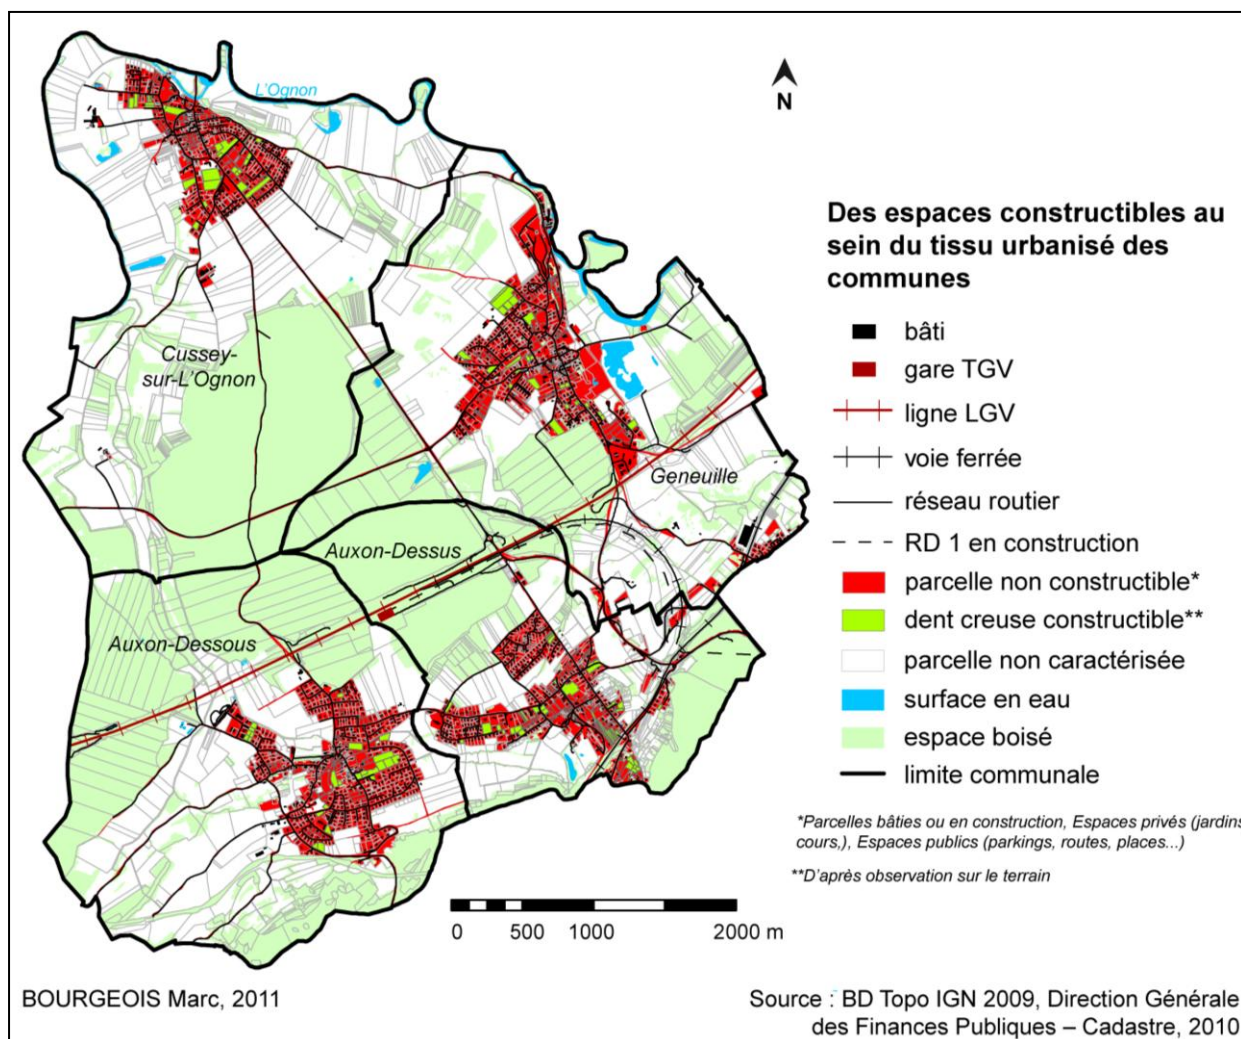 L'Ognon
N
Des espaces constructibles au
sein du tissu urbanisé des
communes
bâti
gare TGV
ligne LGV
voie ferrée
réseau routier
RD 1 en construction
parcelle non constructible*
dent creuse constructible**
parcelle non caractérisée
surface en eau
espace boisé
limite communale
*Parcelles bâties ou en construction, Espaces privés (jardins
cours,), Espaces publics (parkings, routes, places...)
**D'après observation sur le terrain
Cussey-
sur-L'Ognon
Geneuille
Auxon-Dessus
Auxon-Dessous
0 500 1000 2000 m
BOURGEOIS Marc, 2011
Source : BD Topo IGN 2009, Direction Générale
des Finances Publiques – Cadastre, 2010